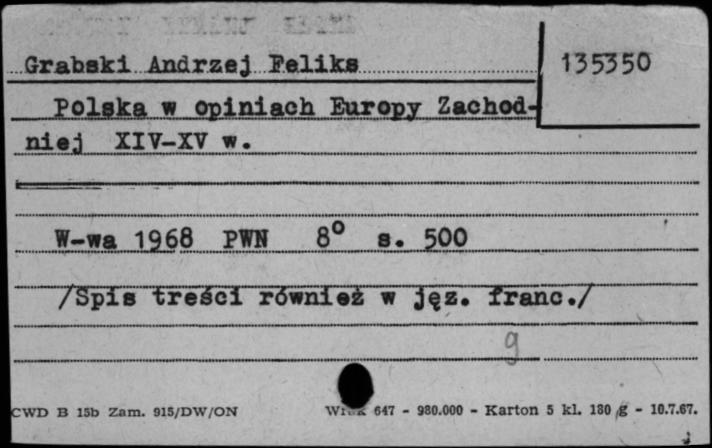 Grabski Andrzej Feliks
135350
Polska w opiniach Europy Zachod-
niej XIV-XV w.
W-wa 1968 PWN 8° s. 500
/Spis treści również w jęz. franc./
g
CWD B 15b Zam. 915/DW/ON
647 - 980.000 - Karton 5 kl. 180 g - 10.7.67.